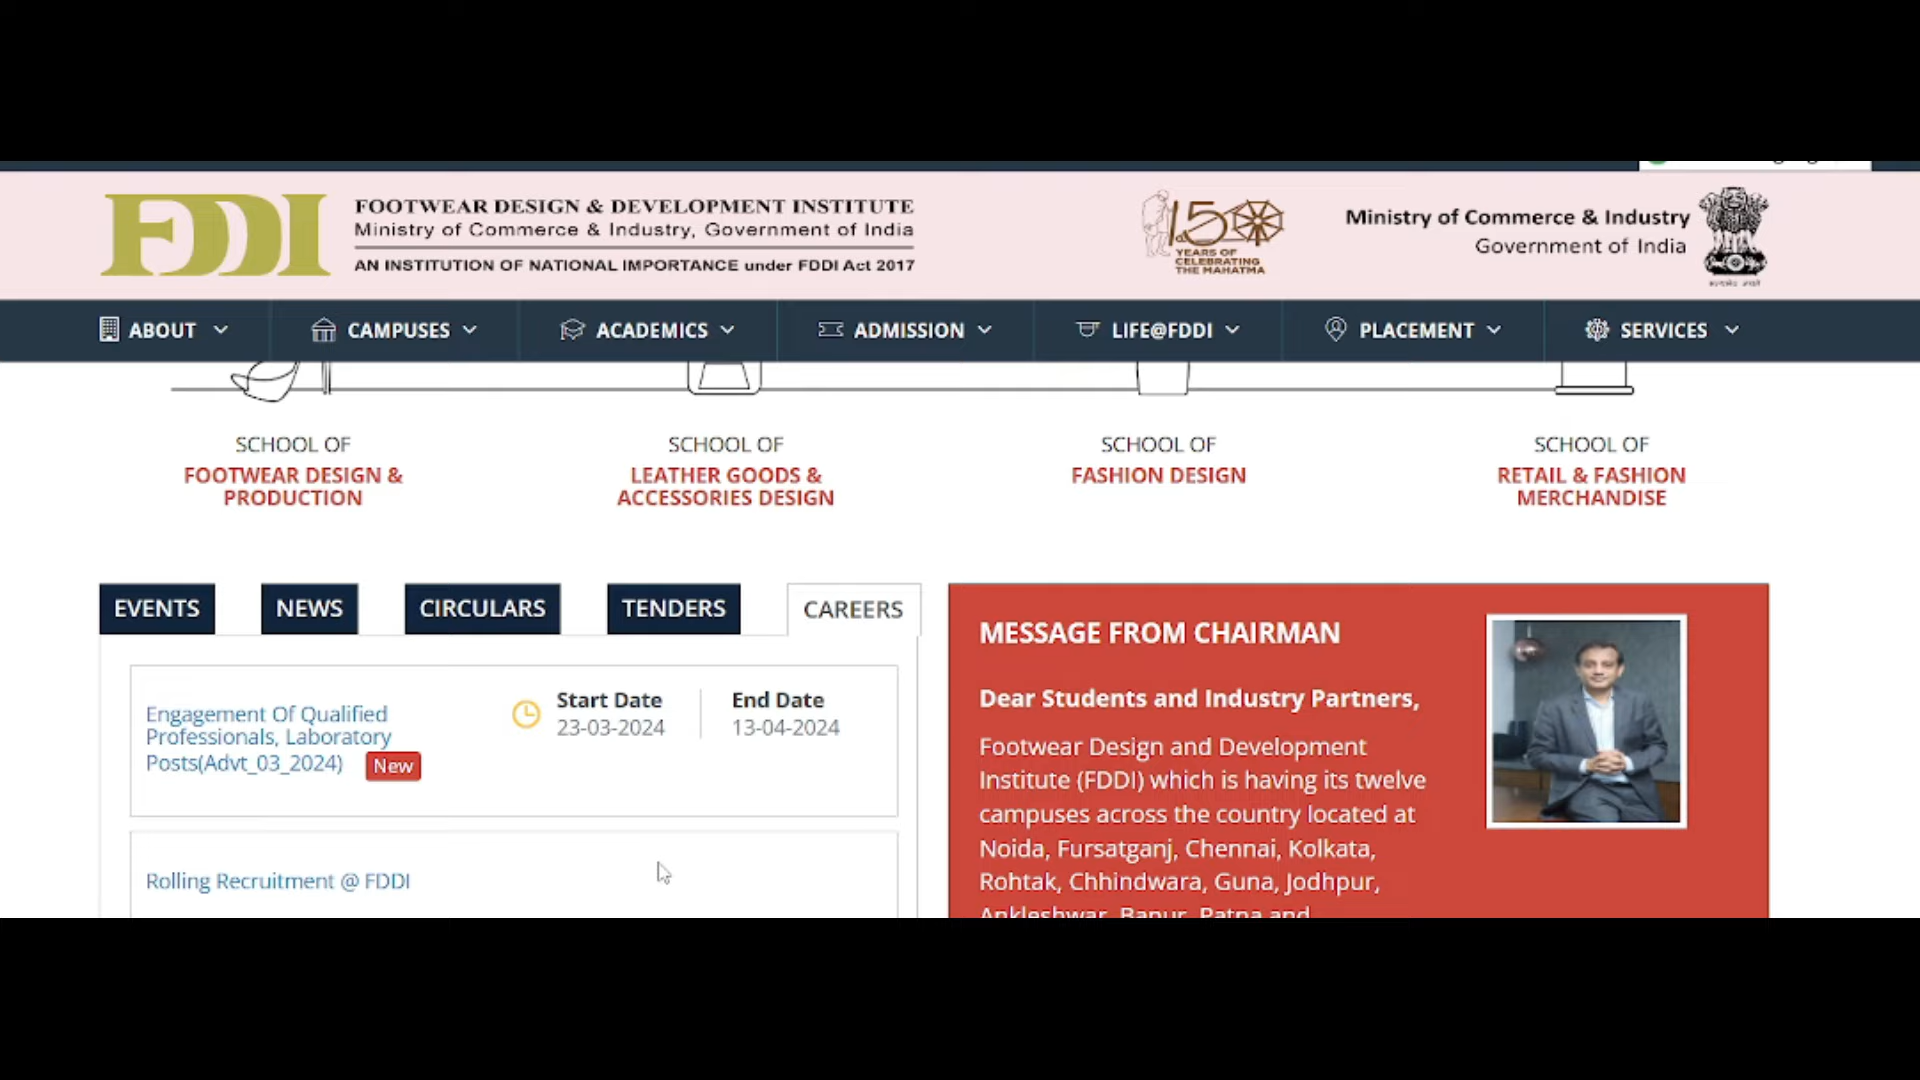 FDDI
FOOTWEAR DESIGN & DEVELOPMENT INSTITUTE
Ministry of Commerce & Industry, Government of India
AN INSTITUTION OF NATIONAL IMPORTANCE under FDDI Act 2017
150
YEARS OF
CELEBRATING
THE MAHATMA
Ministry of Commerce & Industry
Government of India
ABOUT
CAMPUSES
ACADEMICS
ADMISSION
LIFE@FDDI
PLACEMENT
SERVICES
SCHOOL OF
FOOTWEAR DESIGN &
PRODUCTION
SCHOOL OF
LEATHER GOODS &
ACCESSORIES DESIGN
SCHOOL OF
FASHION DESIGN
SCHOOL OF
RETAIL & FASHION
MERCHANDISE
EVENTS
NEWS
CIRCULARS
TENDERS
CAREERS
Engagement Of Qualified
Professionals, Laboratory
Posts(Advt_03_2024) New
Start Date
23-03-2024
End Date
13-04-2024
Rolling Recruitment @ FDDI
MESSAGE FROM CHAIRMAN
Dear Students and Industry Partners,
Footwear Design and Development
Institute (FDDI) which is having its twelve
campuses across the country located at
Noida, Fursatganj, Chennai, Kolkata,
Rohtak, Chhindwara, Guna, Jodhpur,
Ankleshwar, Banur, Patna and